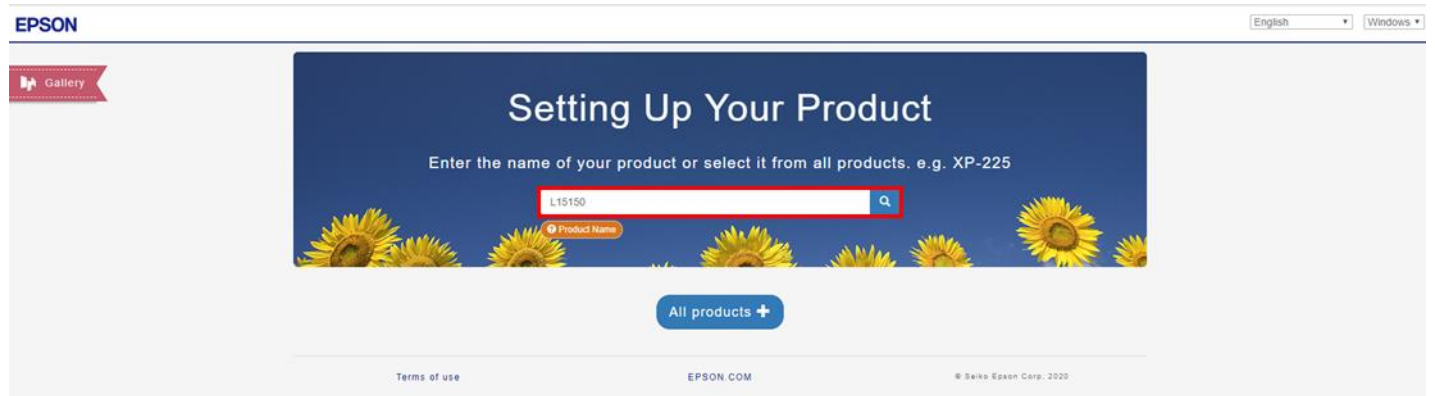 EPSON
English
Windows
Gallery
Setting Up Your Product
Enter the name of your product or select it from all products. e.g. XP-225
L15150
Product Name
All products
Terms of use
EPSON.COM
© Seiko Epson Corp. 2020